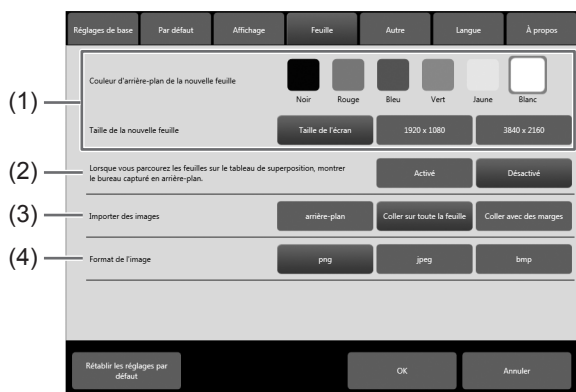 Réglages de base Par défaut Affichage Feuille Autre Langue À propos
(1)
Couleur d'arrière-plan de la nouvelle feuille
Noir Rouge Bleu Vert Jaune Blanc
Taille de la nouvelle feuille Taille de l'écran 1920 x 1080 3840 x 2160
(2)
Lorsque vous parcourez les feuilles sur le tableau de superposition, montrer
le bureau capturé en arrière-plan.
Activé Désactivé
(3) Importer des images arrière-plan Coller sur toute la feuille Coller avec des marges
(4) Format de l'image png jpeg bmp
Rétablir les réglages par
défaut
OK Annuler